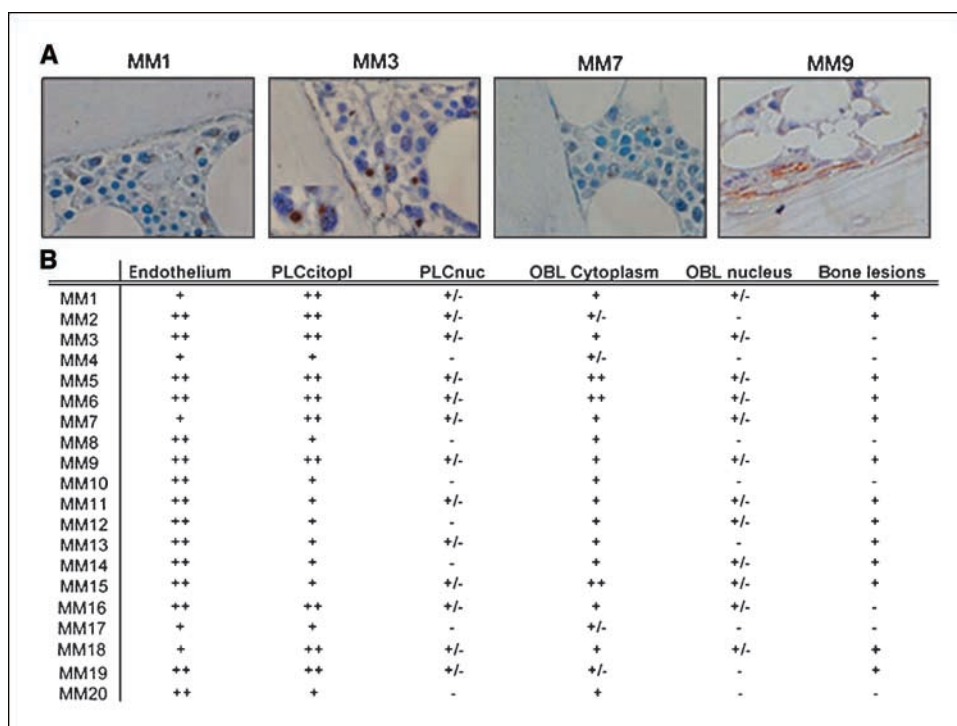 A
MM1 MM3 MM7 MM9
B
Endothelium PLCcitopl PLCnuc OBL Cytoplasm OBL nucleus Bone lesions
MM1 + ++ +/- + +/- +
MM2 ++ ++ +/- +/- - +
MM3 ++ ++ +/- + +/- -
MM4 + + - +/- - -
MM5 ++ ++ +/- ++ +/- +
MM6 ++ ++ +/- ++ +/- +
MM7 + ++ +/- + +/- +
MM8 ++ + - + - -
MM9 ++ ++ +/- + +/- +
MM10 ++ + - + - -
MM11 ++ + +/- + +/- +
MM12 ++ + - + +/- +
MM13 ++ + +/- + - +
MM14 ++ + - + +/- +
MM15 ++ + +/- ++ +/- +
MM16 ++ ++ +/- + +/- -
MM17 + + - +/- - -
MM18 + ++ +/- + +/- +
MM19 ++ ++ +/- +/- - +
MM20 ++ + - + - -